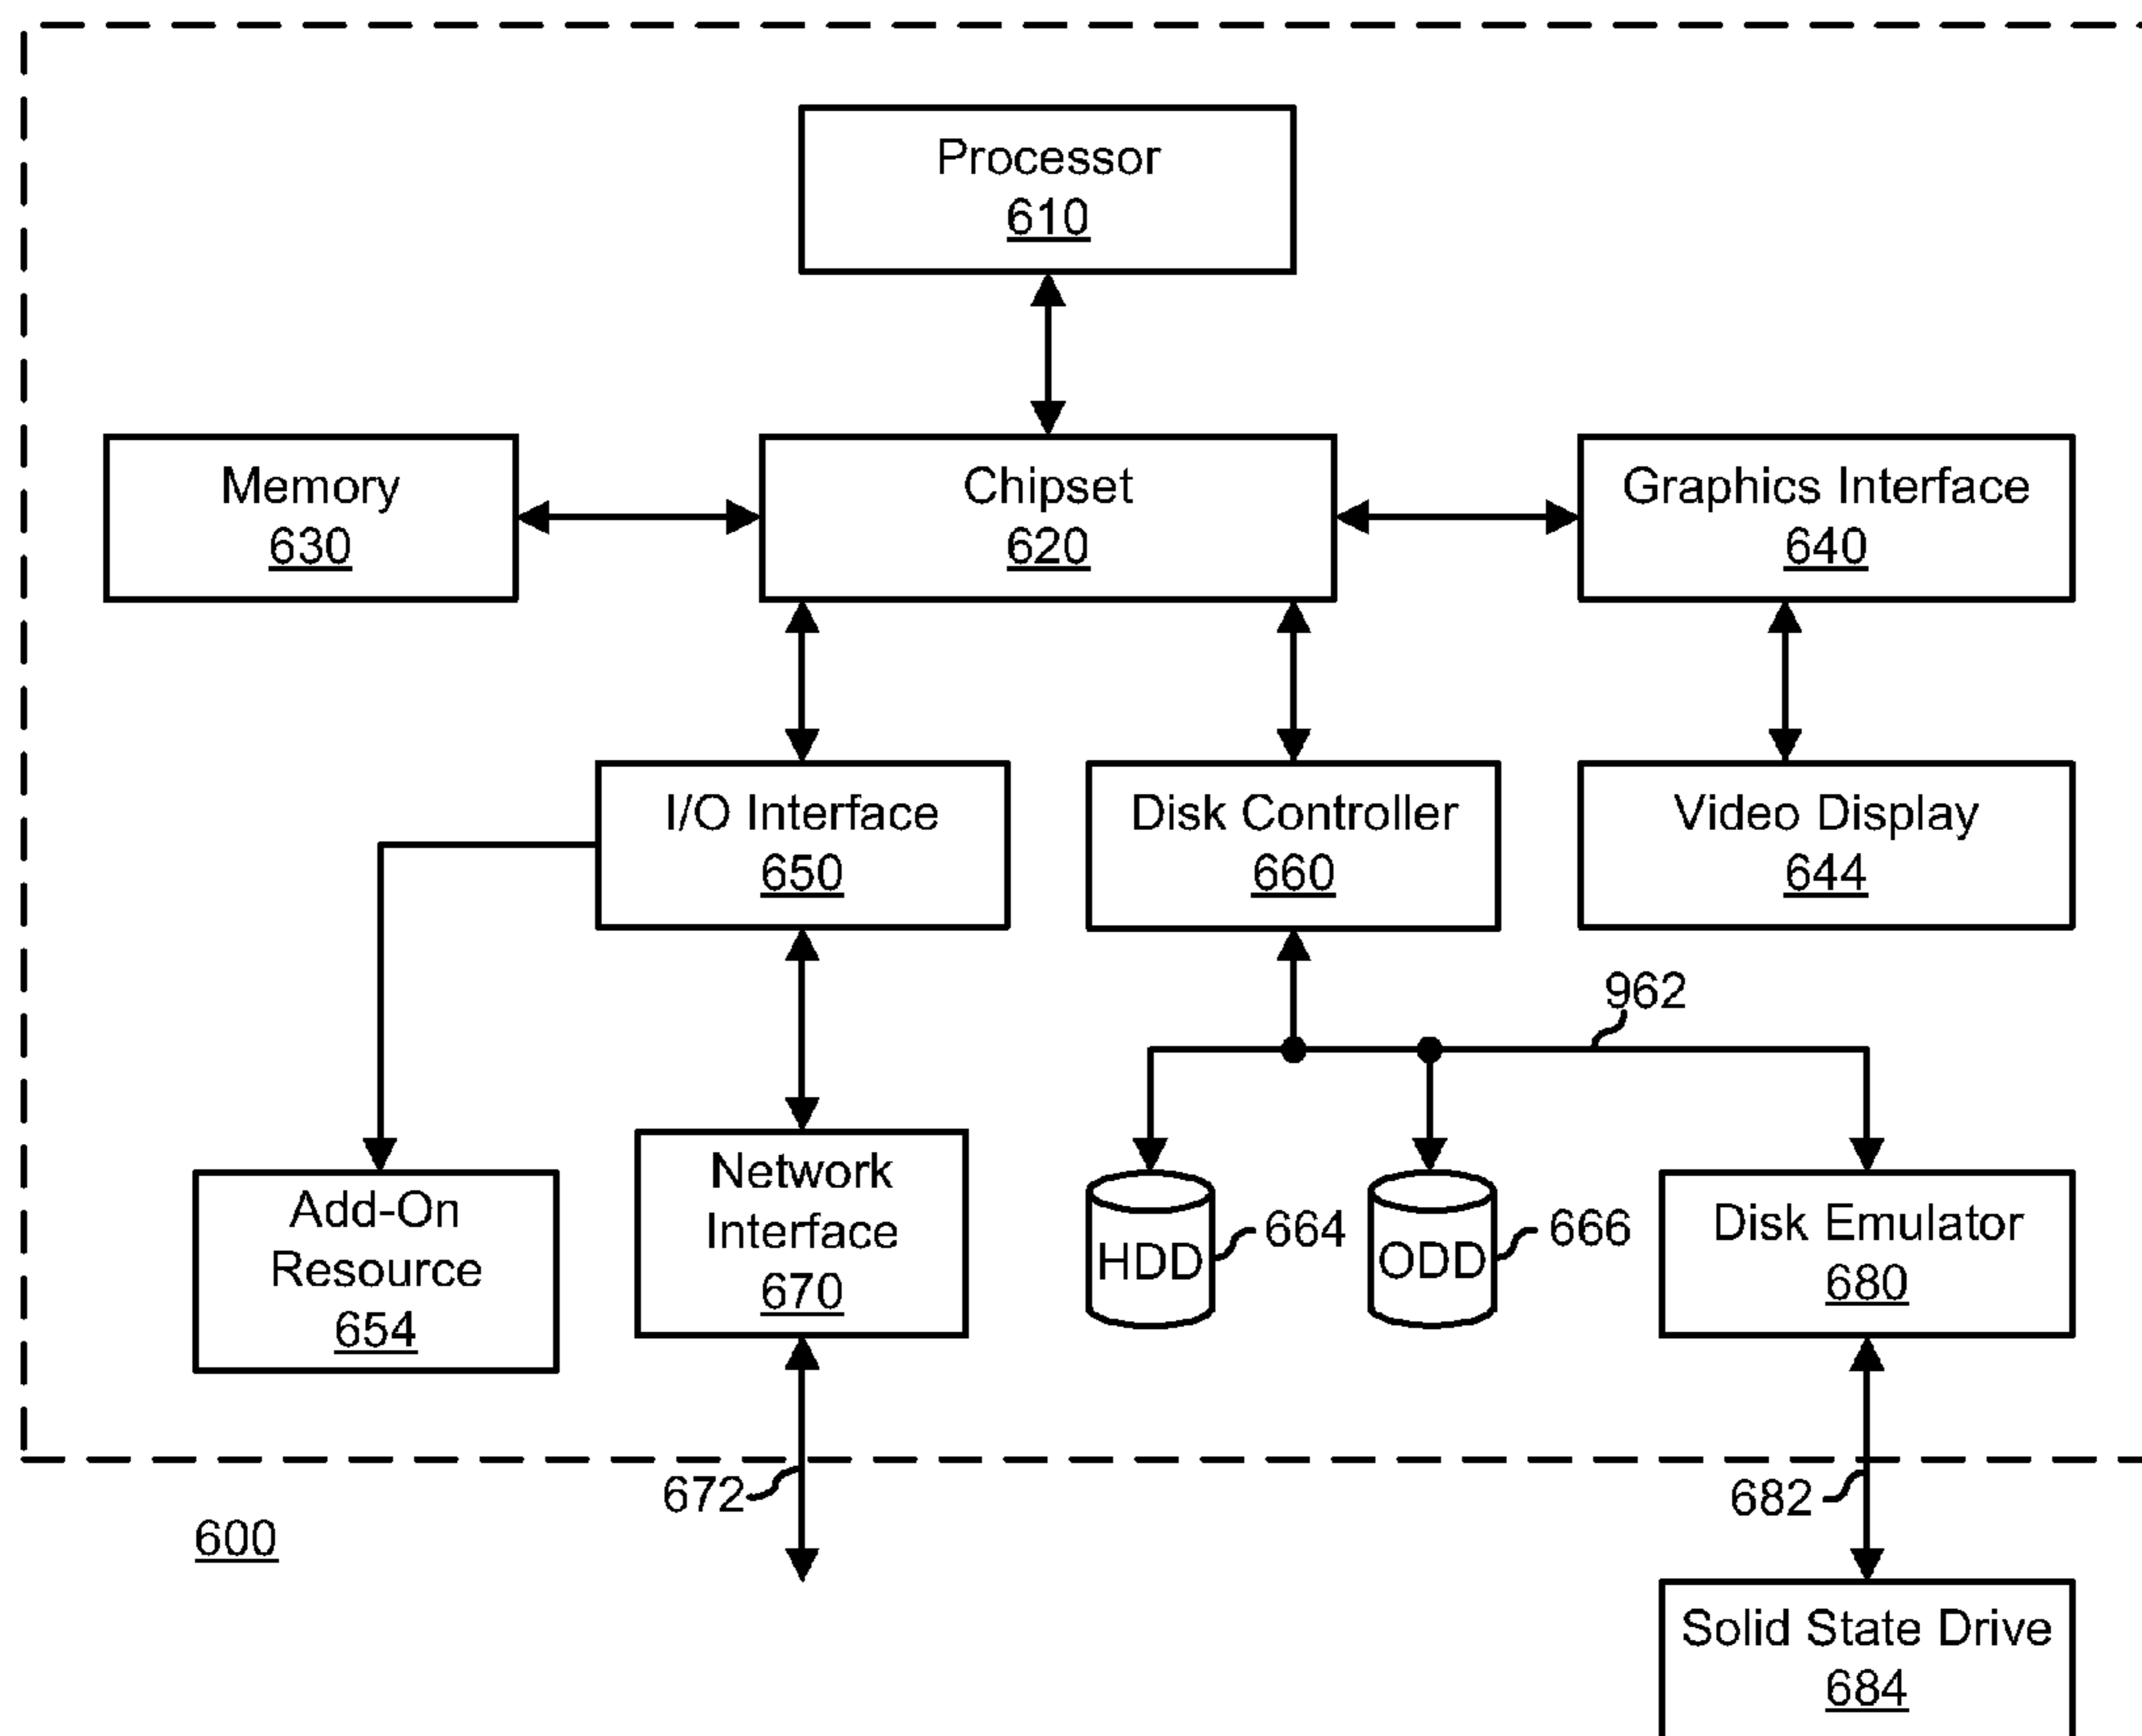 Processor
610
Memory
630
Chipset
620
Graphics Interface
640
I/O Interface
650
Disk Controller
660
Video Display
644
962
Add-On
Resource
654
Network
Interface
670
HDD
664
ODD
666
Disk Emulator
680
672
682
600
Solid State Drive
684